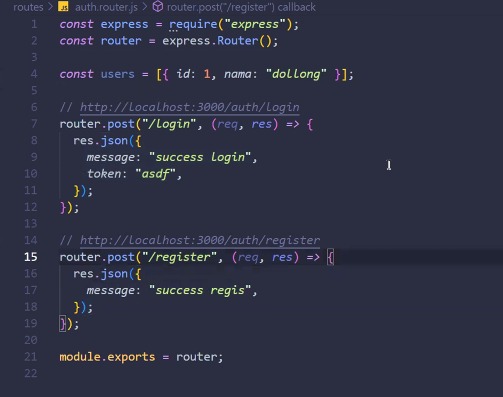 routes > JS auth.router.js > router.post("/register") callback
1 const express = require("express");
2 const router = express.Router();
3
4 const users = [{ id: 1, nama: "dollong" }];
5
6 // http://localhost:3000/auth/login
7 router.post("/login", (req, res) => {
8 res.json({
9 message: "success login",
10 token: "asdf",
11 });
12 });
13
14 // http://localhost:3000/auth/register
15 router.post("/register", (req, res) => {
16 res.json({
17 message: "success regis",
18 });
19 });
20
21 module.exports = router;
22